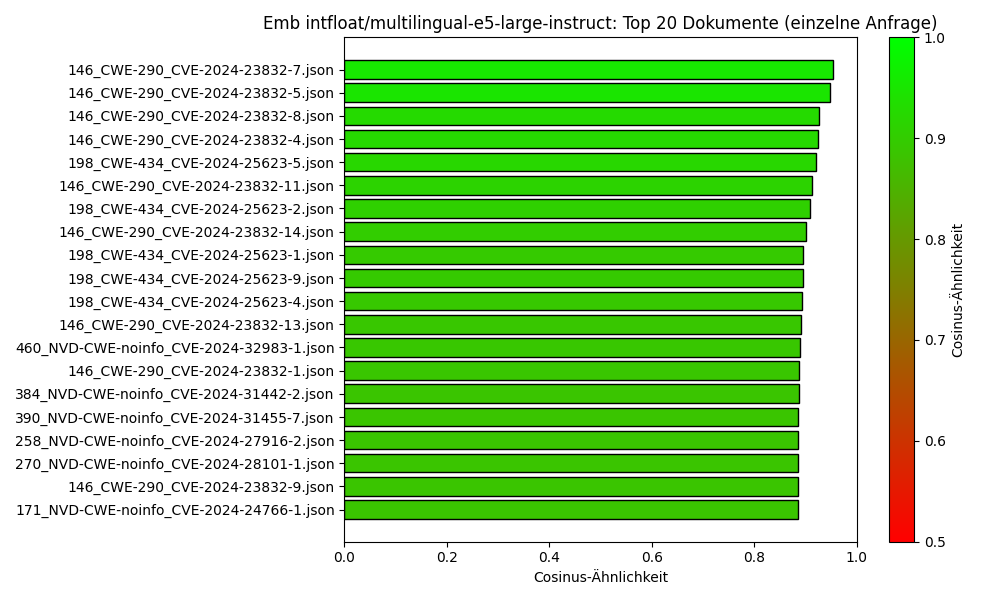 Emb intfloat/multilingual-e5-large-instruct: Top 20 Dokumente (einzelne Anfrage)
146_CWE-290_CVE-2024-23832-7.json
146_CWE-290_CVE-2024-23832-5.json
146_CWE-290_CVE-2024-23832-8.json
146_CWE-290_CVE-2024-23832-4.json
198_CWE-434_CVE-2024-25623-5.json
146_CWE-290_CVE-2024-23832-11.json
198_CWE-434_CVE-2024-25623-2.json
146_CWE-290_CVE-2024-23832-14.json
198_CWE-434_CVE-2024-25623-1.json
198_CWE-434_CVE-2024-25623-9.json
198_CWE-434_CVE-2024-25623-4.json
146_CWE-290_CVE-2024-23832-13.json
460_NVD-CWE-noinfo_CVE-2024-32983-1.json
146_CWE-290_CVE-2024-23832-1.json
384_NVD-CWE-noinfo_CVE-2024-31442-2.json
390_NVD-CWE-noinfo_CVE-2024-31455-7.json
258_NVD-CWE-noinfo_CVE-2024-27916-2.json
270_NVD-CWE-noinfo_CVE-2024-28101-1.json
146_CWE-290_CVE-2024-23832-9.json
171_NVD-CWE-noinfo_CVE-2024-24766-1.json
0.0 0.2 0.4 0.6 0.8 1.0
Cosinus-Ähnlichkeit
1.0
0.9
0.8
0.7
0.6
0.5
Cosinus-Ähnlichkeit